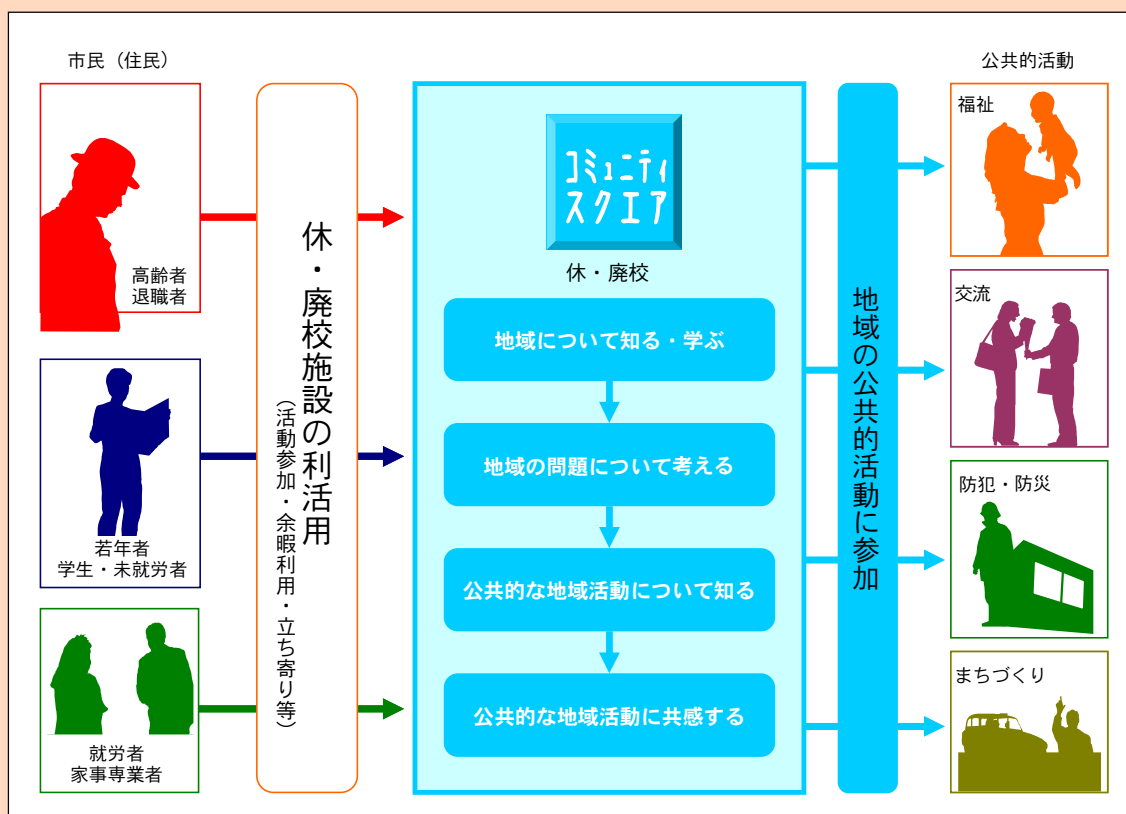 市民（住民）
高齢者
退職者
若年者
学生・未就労者
就労者
家事専業者
休・廃校施設の利活用
（活動参加・余暇利用・立ち寄り等）
コミュニティ
スクエア
休・廃校
地域について知る・学ぶ
地域の問題について考える
公共的な地域活動について知る
公共的な地域活動に共感する
地域の公共的活動に参加
公共的活動
福祉
交流
防犯・防災
まちづくり